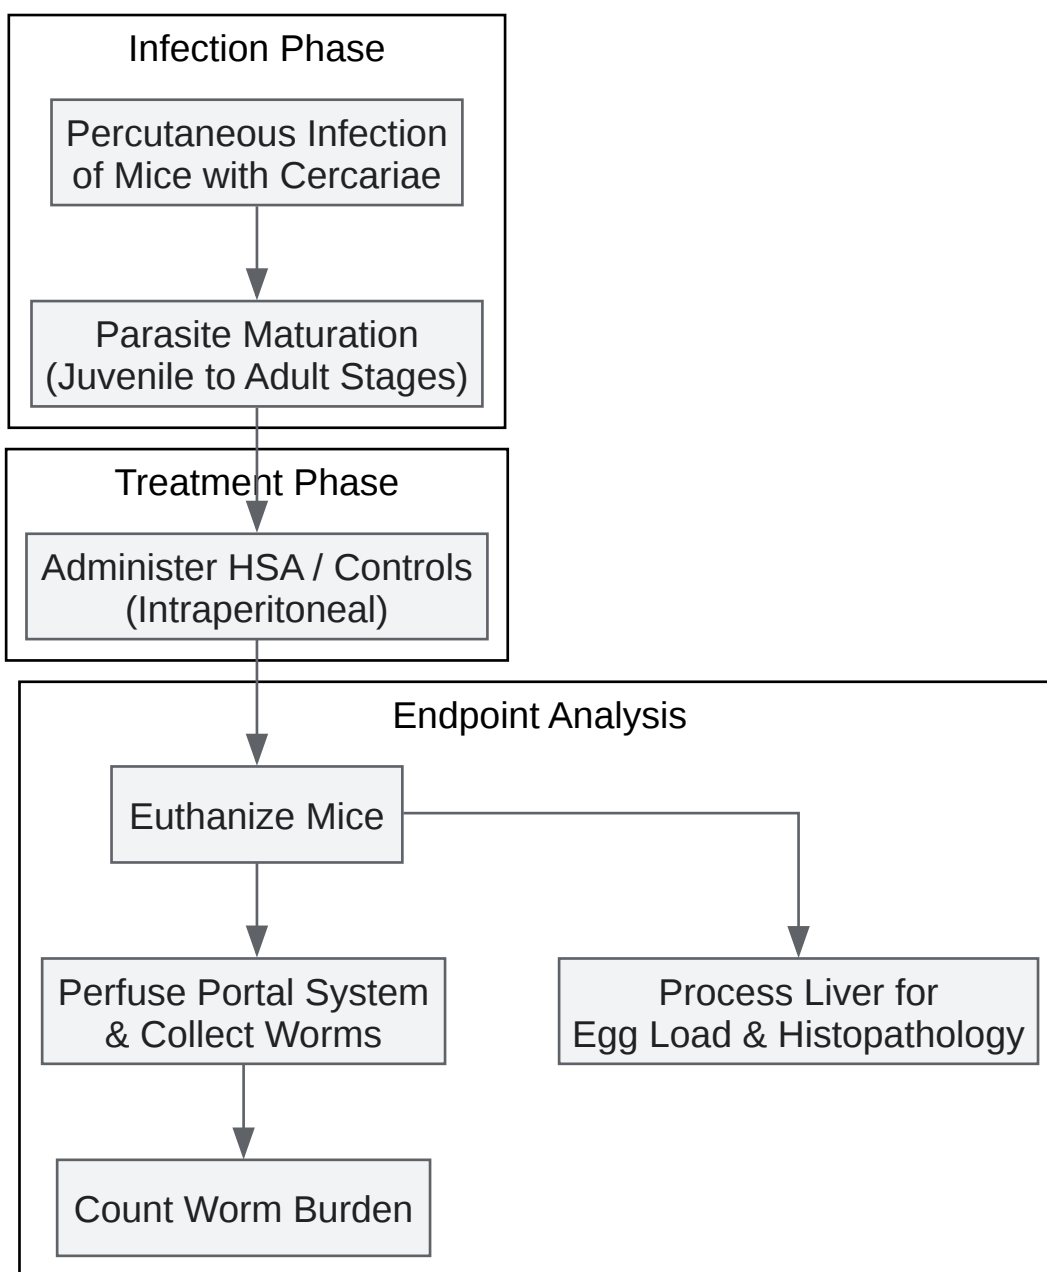 Infection Phase
Percutaneous Infection
of Mice with Cercariae
Parasite Maturation
(Juvenile to Adult Stages)
Treatment Phase
Administer HSA / Controls
(Intraperitoneal)
Endpoint Analysis
Euthanize Mice
Perfuse Portal System
& Collect Worms
Process Liver for
Egg Load & Histopathology
Count Worm Burden